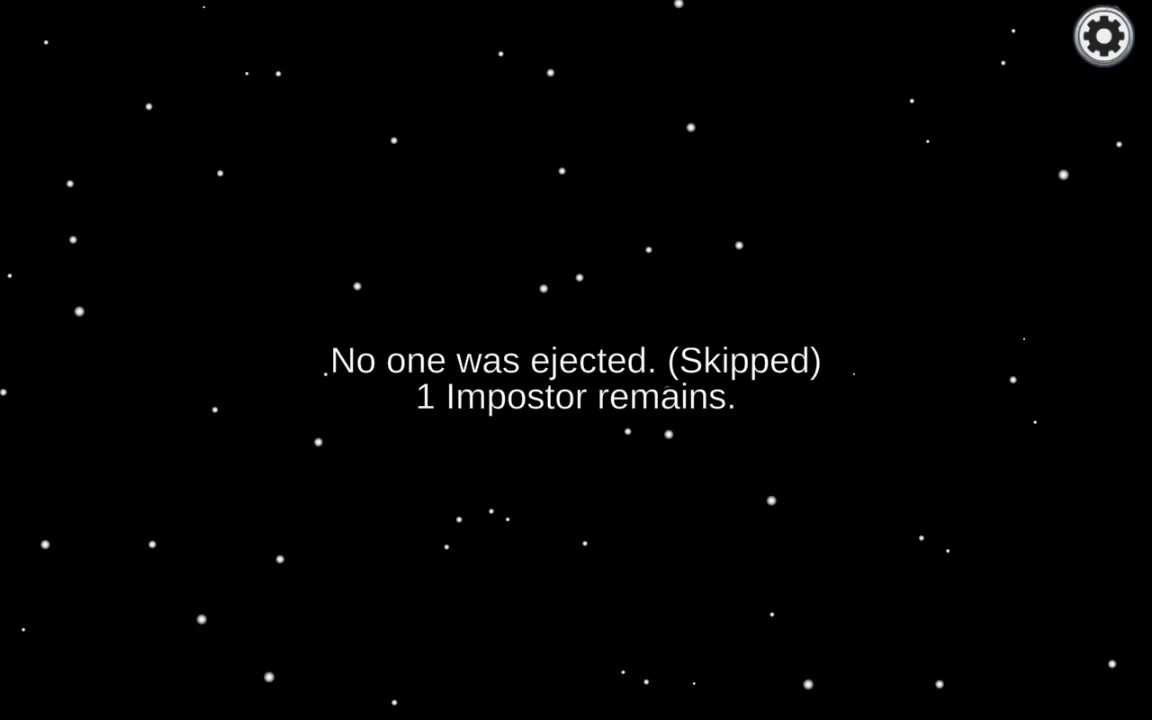 No one was ejected. (Skipped)
1 Impostor remains.